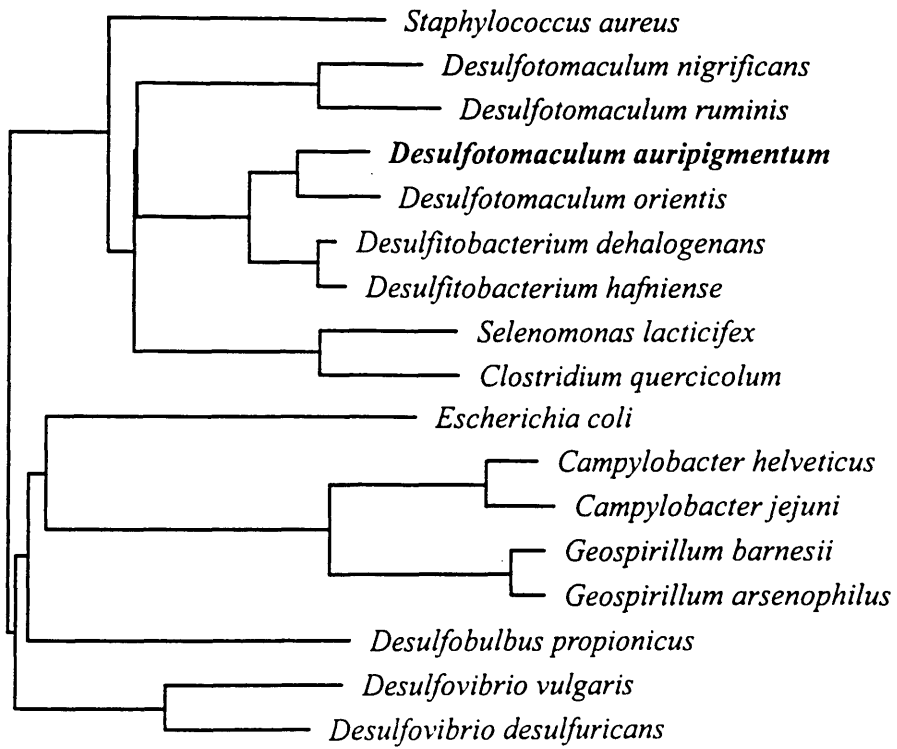 Staphylococcus aureus
Desulfotomaculum nigrificans
Desulfotomaculum ruminis
Desulfotomaculum auripigmentum
Desulfotomaculum orientis
Desulfitobacterium dehalogenans
Desulfitobacterium hafniense
Selenomonas lacticifex
Clostridium quercicolum
Escherichia coli
Campylobacter helveticus
Campylobacter jejuni
Geospirillum barnesii
Geospirillum arsenophilus
Desulfobulbus propionicus
Desulfovibrio vulgaris
Desulfovibrio desulfuricans